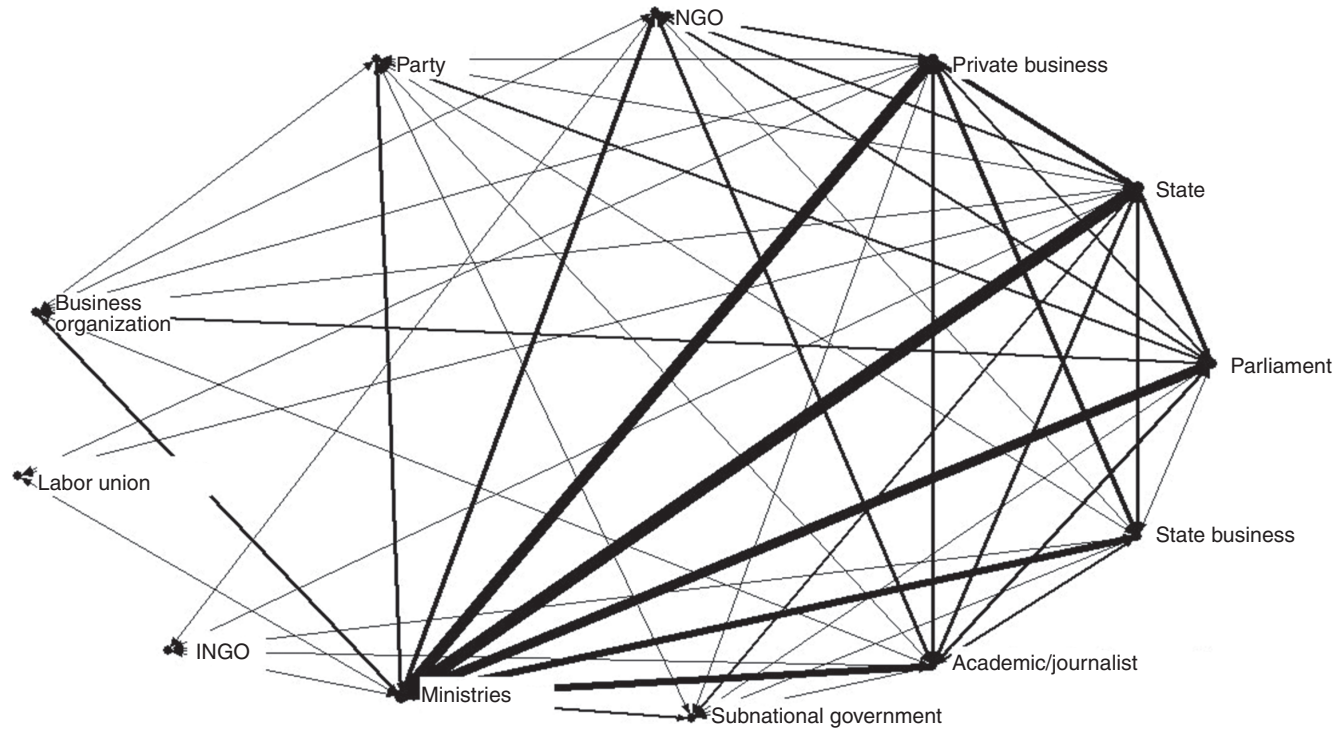 NGO
Party
Private business
State
Business
organization
Parliament
Labor union
State business
INGO
Academic/journalist
Ministries
Subnational government